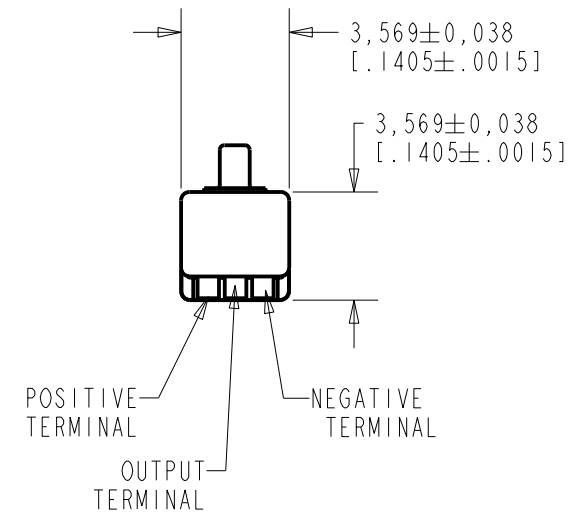 3,569±0,038
[.1405±.0015]
3,569±0,038
[.1405±.0015]
POSITIVE
TERMINAL
NEGATIVE
TERMINAL
OUTPUT
TERMINAL